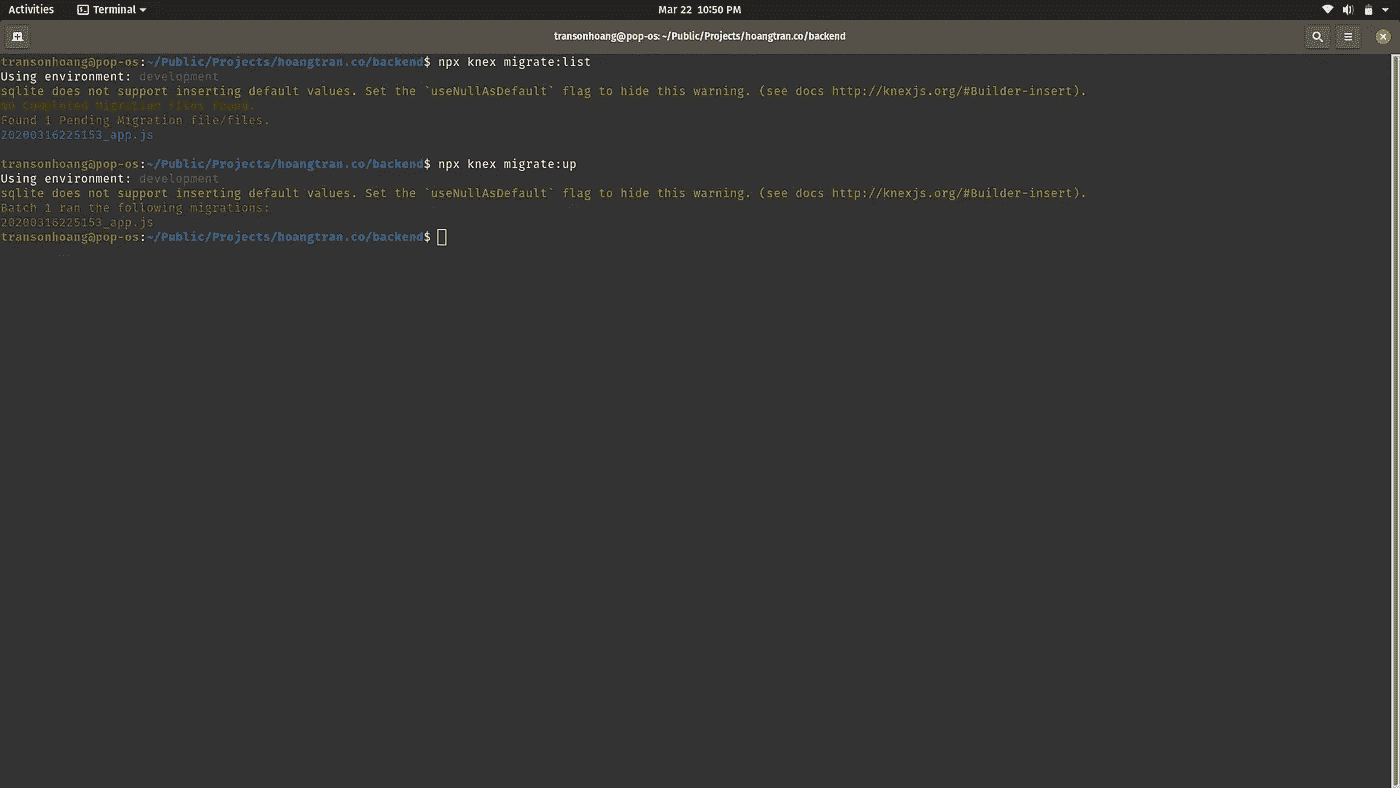 Activities Terminal Mar 22 10:50 PM
transonhoang@pop-os: ~/Public/Projects/hoangtran.co/backend
transonhoang@pop-os:~/Public/Projects/hoangtran.co/backend$ npx knex migrate:list
Using environment: development
sqlite does not support inserting default values. Set the `useNullAsDefault` flag to hide this warning. (see docs http://knexjs.org/#Builder-insert).
No Completed Migration files found.
Found 1 Pending Migration file/files.
20200316225153_app.js
transonhoang@pop-os:~/Public/Projects/hoangtran.co/backend$ npx knex migrate:up
Using environment: development
sqlite does not support inserting default values. Set the `useNullAsDefault` flag to hide this warning. (see docs http://knexjs.org/#Builder-insert).
Batch 1 ran the following migrations:
20200316225153_app.js
transonhoang@pop-os:~/Public/Projects/hoangtran.co/backend$